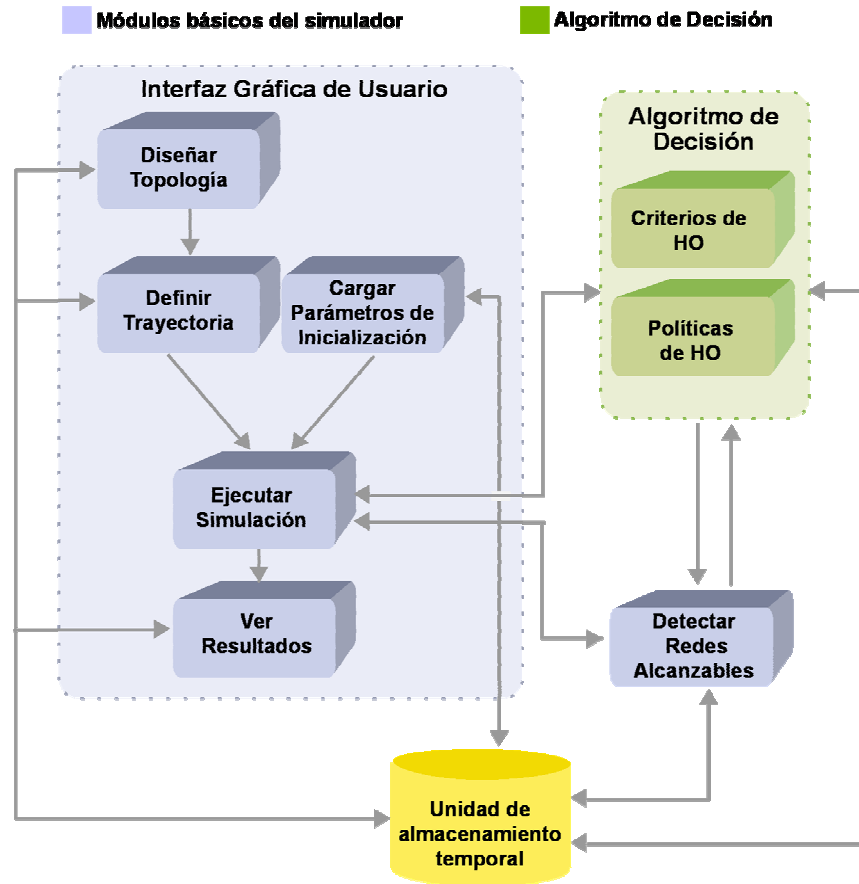 Módulos básicos del simulador
Algoritmo de Decisión
Interfaz Gráfica de Usuario
Diseñar
Topología
Definir
Trayectoria
Cargar
Parámetros de
Inicialización
Ejecutar
Simulación
Ver
Resultados
Algoritmo de
Decisión
Criterios de
HO
Políticas
de HO
Detectar
Redes
Alcanzables
Unidad de
almacenamiento
temporal